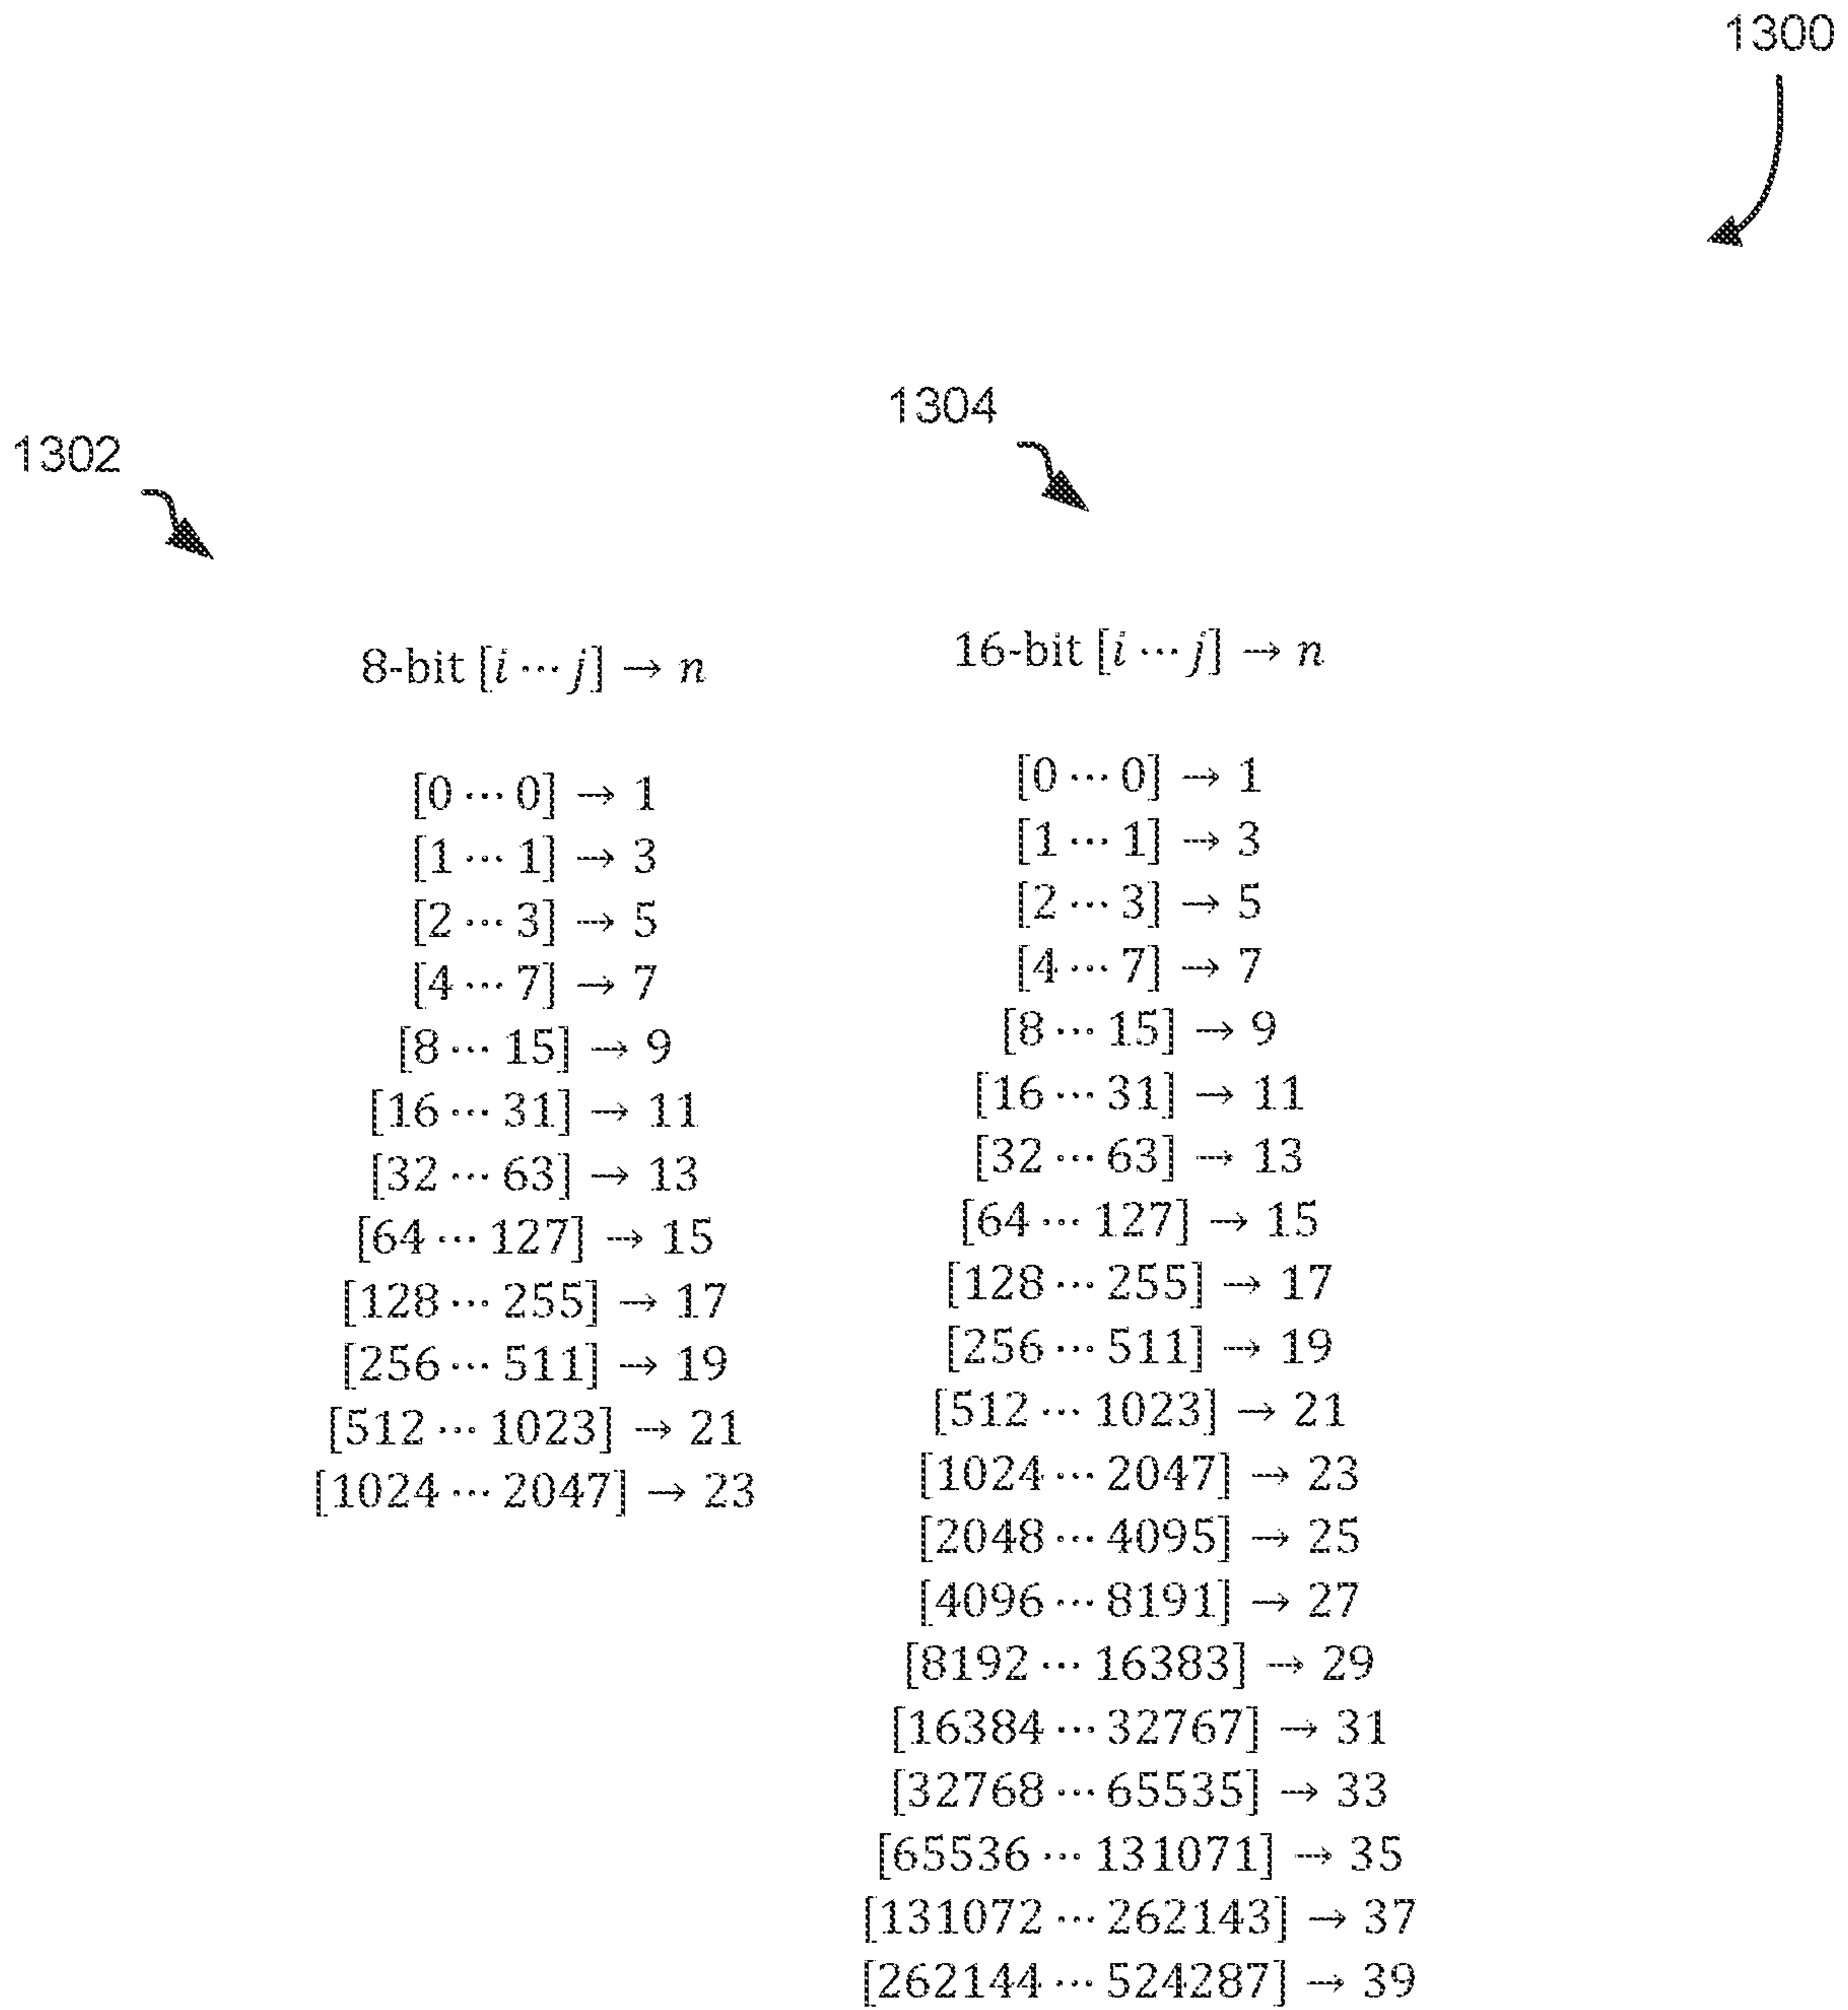 1300
1304
1302
8-bit [i ⋯ j] → n
[0 ⋯ 0] → 1
[1 ⋯ 1] → 3
[2 ⋯ 3] → 5
[4 ⋯ 7] → 7
[8 ⋯ 15] → 9
[16 ⋯ 31] → 11
[32 ⋯ 63] → 13
[64 ⋯ 127] → 15
[128 ⋯ 255] → 17
[256 ⋯ 511] → 19
[512 ⋯ 1023] → 21
[1024 ⋯ 2047] → 23
16-bit [i ⋯ j] → n
[0 ⋯ 0] → 1
[1 ⋯ 1] → 3
[2 ⋯ 3] → 5
[4 ⋯ 7] → 7
[8 ⋯ 15] → 9
[16 ⋯ 31] → 11
[32 ⋯ 63] → 13
[64 ⋯ 127] → 15
[128 ⋯ 255] → 17
[256 ⋯ 511] → 19
[512 ⋯ 1023] → 21
[1024 ⋯ 2047] → 23
[2048 ⋯ 4095] → 25
[4096 ⋯ 8191] → 27
[8192 ⋯ 16383] → 29
[16384 ⋯ 32767] → 31
[32768 ⋯ 65535] → 33
[65536 ⋯ 131071] → 35
[131072 ⋯ 262143] → 37
[262144 ⋯ 524287] → 39